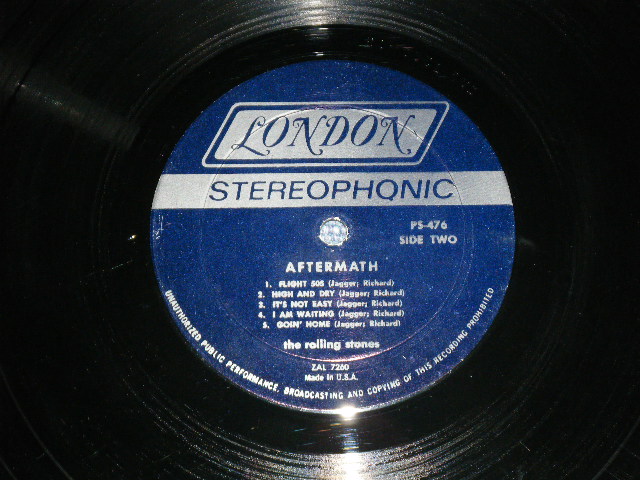 LONDON
STEREOPHONIC
PS-476
SIDE TWO
AFTERMATH
1. FLIGHT 505 (Jagger; Richard)
2. HIGH AND DRY (Jagger; Richard)
3. IT'S NOT EASY (Jagger; Richard)
4. I AM WAITING (Jagger; Richard)
5. GOIN' HOME (Jagger; Richard)
the rolling stones
ZAL 7260
Made in U.S.A.
UNAUTHORIZED PUBLIC PERFORMANCE, BROADCASTING AND COPYING OF THIS RECORDING PROHIBITED